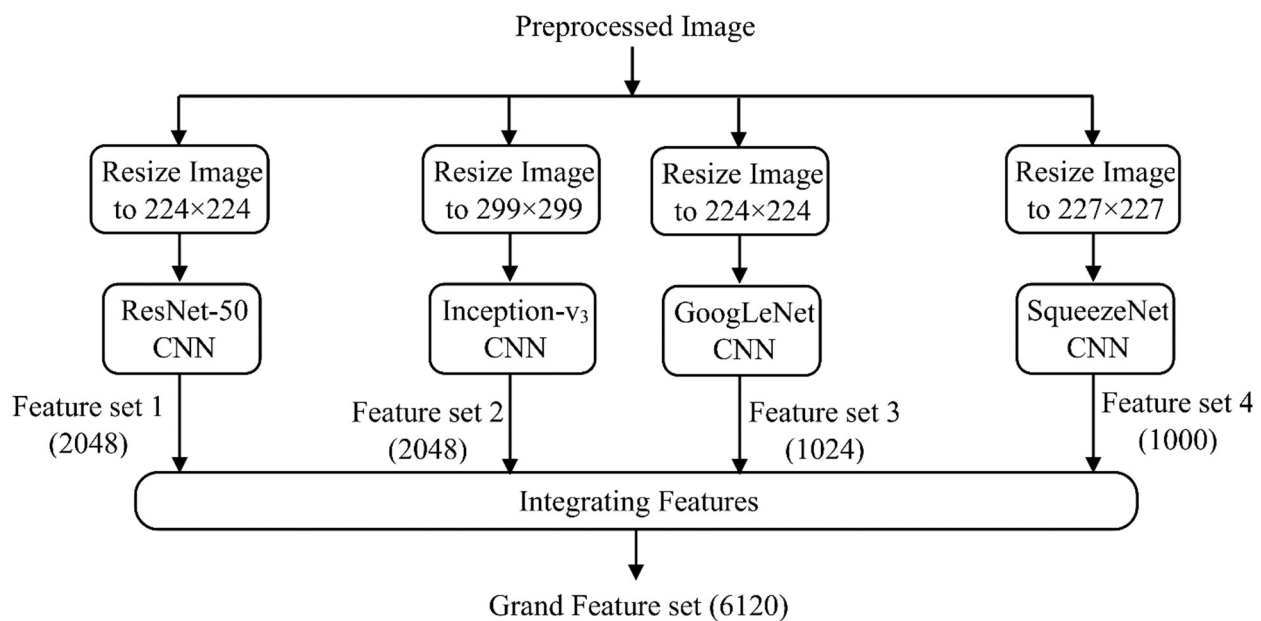 Preprocessed Image
Resize Image
to 224×224
Resize Image
to 299×299
Resize Image
to 224×224
Resize Image
to 227×227
ResNet-50
CNN
Inception-v₃
CNN
GoogLeNet
CNN
SqueezeNet
CNN
Feature set 1
(2048)
Feature set 2
(2048)
Feature set 3
(1024)
Feature set 4
(1000)
Integrating Features
Grand Feature set (6120)